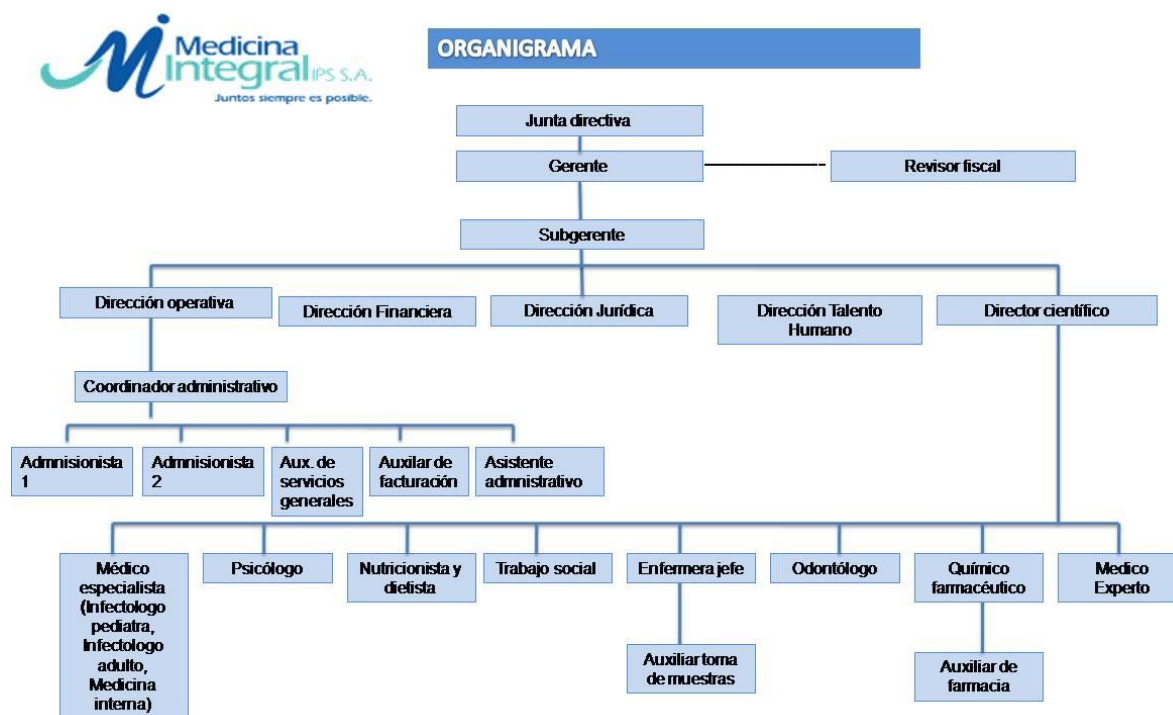 Medicina
Integral IPS S.A.
Juntos siempre es posible.
ORGANIGRAMA
Junta directiva
Gerente
Revisor fiscal
Subgerente
Dirección operativa
Dirección Financiera
Dirección Jurídica
Dirección Talento
Humano
Director científico
Coordinador administrativo
Admnisionista
1
Admnisionista
2
Aux. de
servicios
generales
Auxilar de
facturación
Asistente
admnistrativo
Médico
especialista
(Infectologo
pediatra,
Infectologo
adulto,
Medicina
interna)
Psicólogo
Nutricionista y
dietista
Trabajo social
Enfermera jefe
Odontólogo
Químico
farmacéutico
Medico
Experto
Auxiliar toma
de muestras
Auxiliar de
farmacia